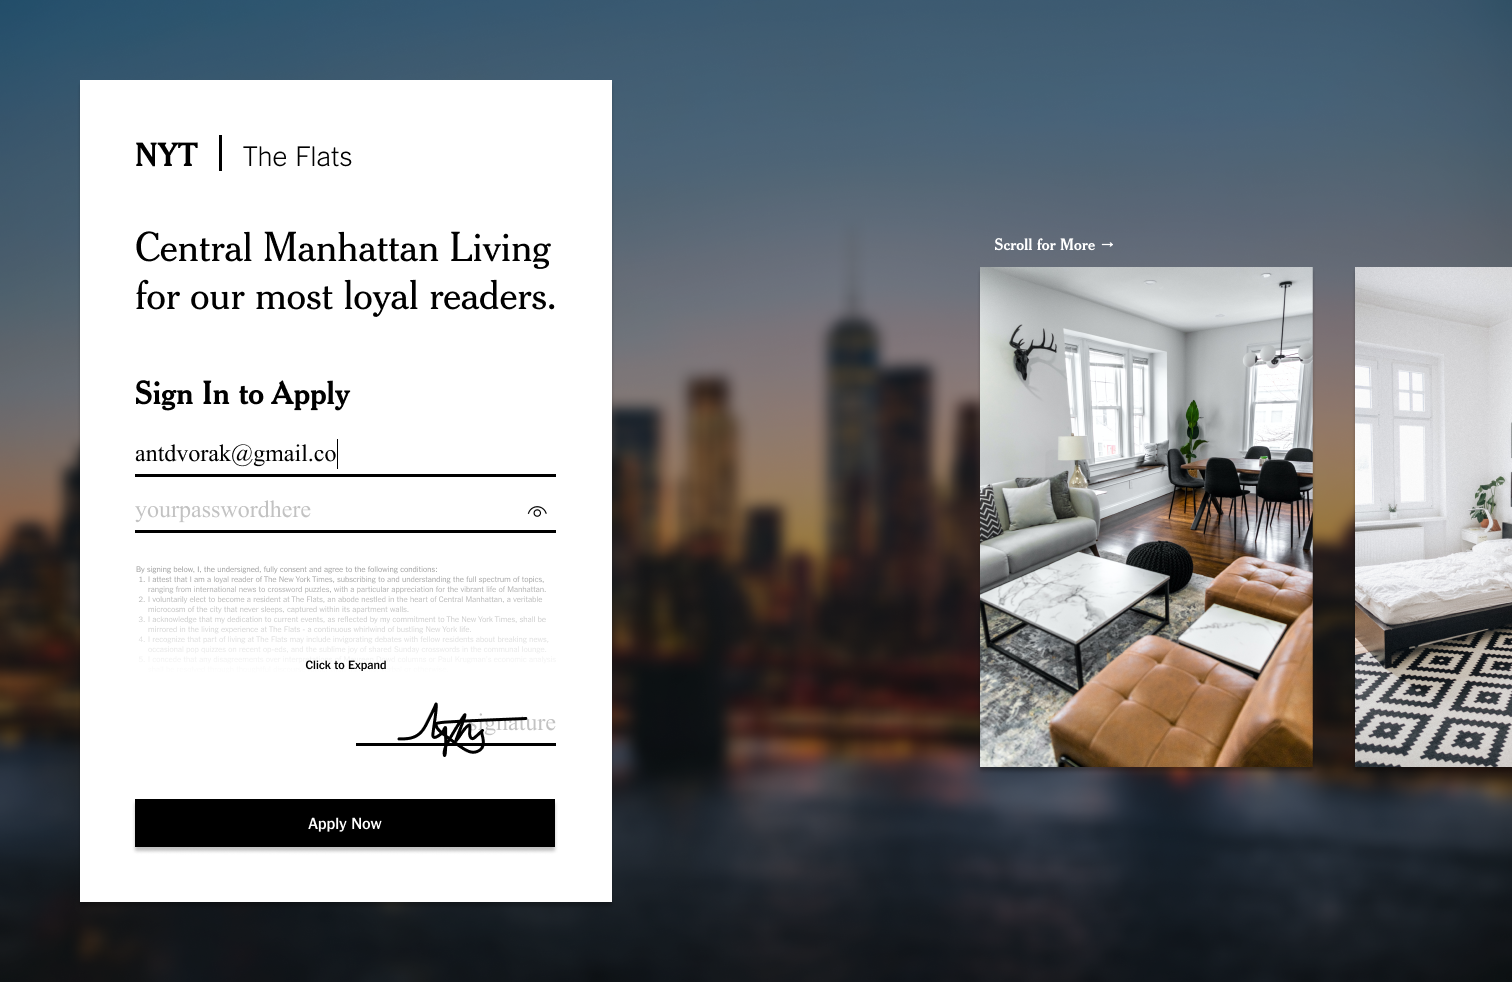 NYT | The Flats
Central Manhattan Living
for our most loyal readers.
Sign In to Apply
antdvorak@gmail.co
yourpasswordhere
By signing below, I, the undersigned, fully consent and agree to the following conditions:
1. I attest that I am a loyal reader of The New York Times, subscribing to and understanding the full spectrum of topics,
ranging from international news to crossword puzzles, with a particular appreciation for the vibrant life of Manhattan.
2. I voluntarily elect to become a resident at The Flats, an abode nestled in the heart of Central Manhattan, a veritable
microcosm of the city that never sleeps, captured within its apartment walls.
3. I acknowledge that my dedication to current events, as reflected by my commitment to The New York Times, shall be
mirrored in the living experience at The Flats - a continuous whirlwind of bustling New York life.
4. I recognize that part of living at The Flats may include invigorating debates with fellow residents about breaking news,
occasional pop quizzes on recent op-eds, and the sublime joy of shared Sunday crosswords in the communal lounge.
Click to Expand
signature
Apply Now
Scroll for More →